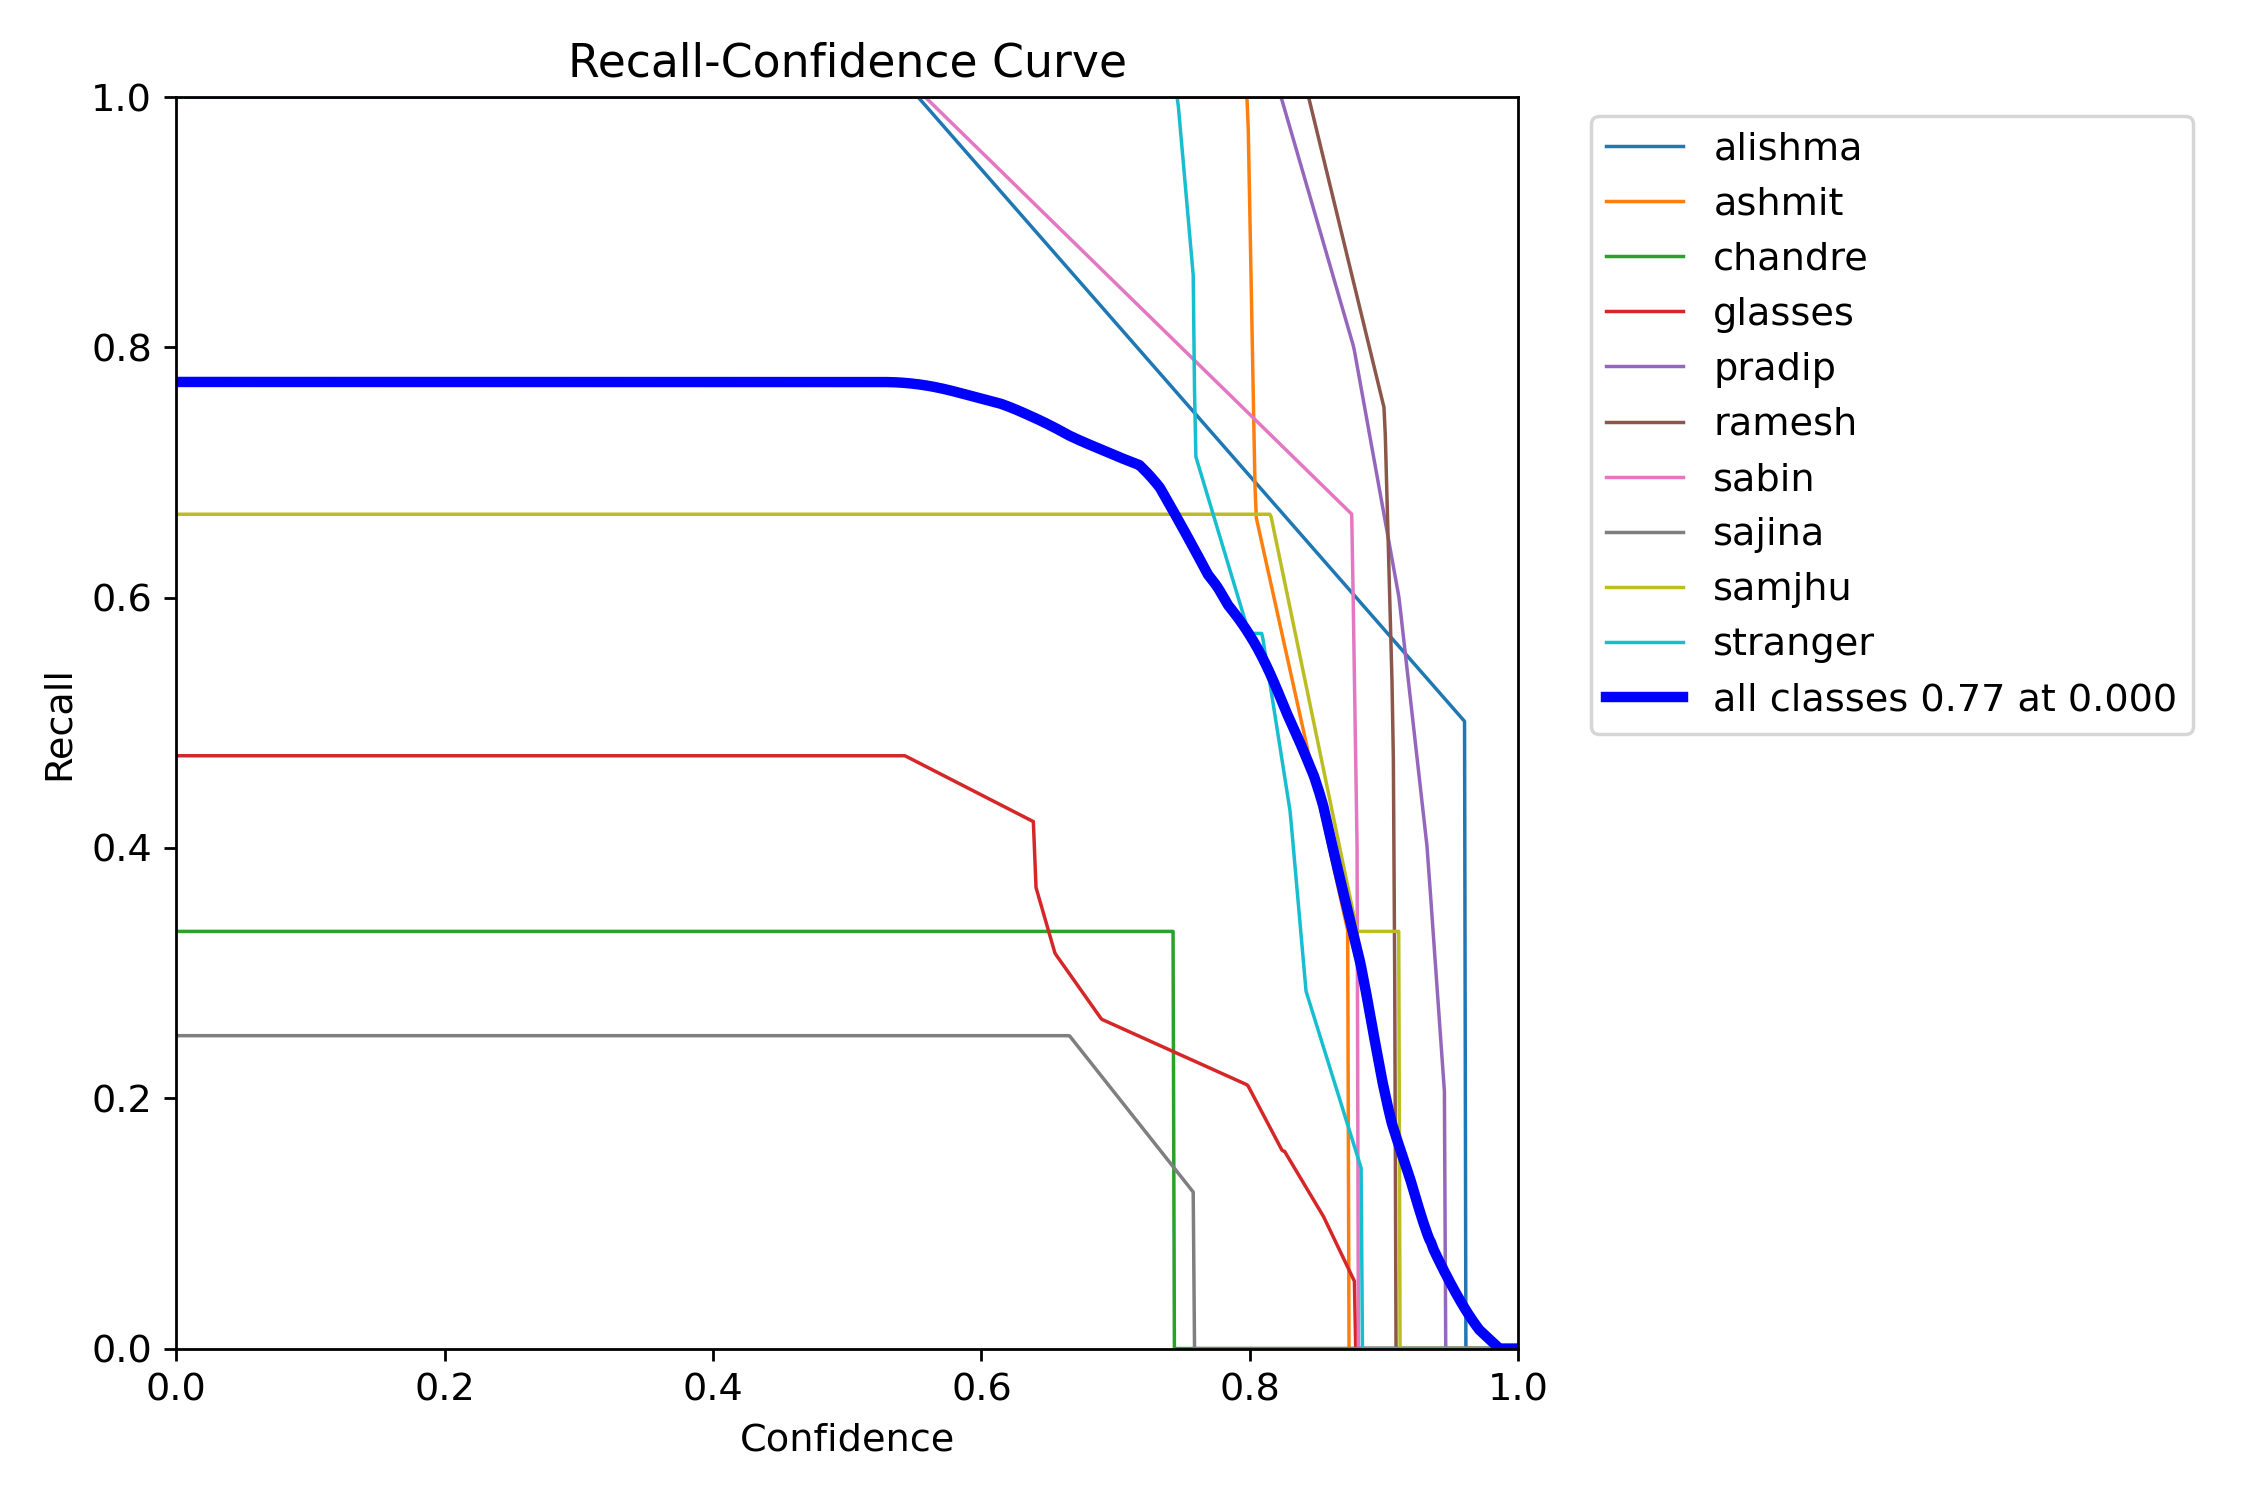 Recall-Confidence Curve
1.0
0.8
0.6
0.4
0.2
0.0
Recall
0.0 0.2 0.4 0.6 0.8 1.0
Confidence
alishma
ashmit
chandre
glasses
pradip
ramesh
sabin
sajina
samjhu
stranger
all classes 0.77 at 0.000